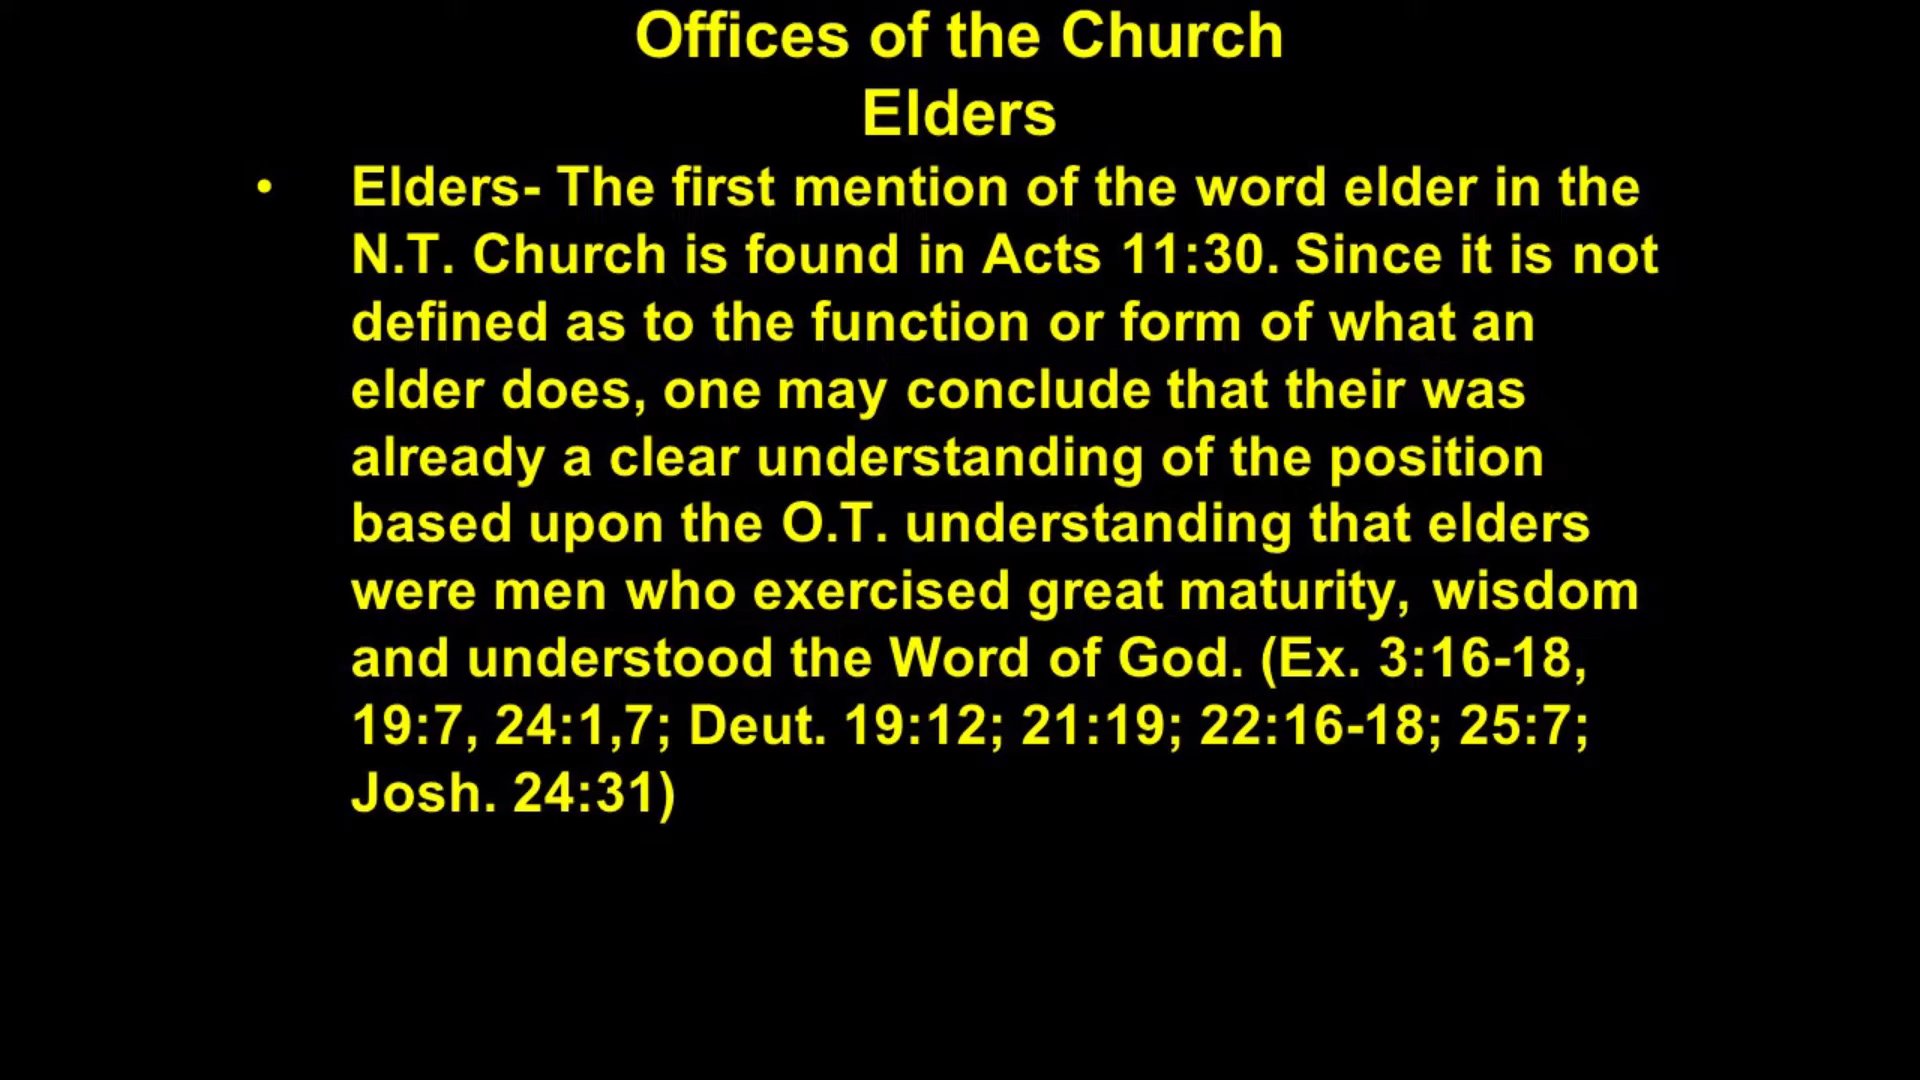 Offices of the Church
Elders
• Elders- The first mention of the word elder in the
N.T. Church is found in Acts 11:30. Since it is not
defined as to the function or form of what an
elder does, one may conclude that their was
already a clear understanding of the position
based upon the O.T. understanding that elders
were men who exercised great maturity, wisdom
and understood the Word of God. (Ex. 3:16-18,
19:7, 24:1,7; Deut. 19:12; 21:19; 22:16-18; 25:7;
Josh. 24:31)